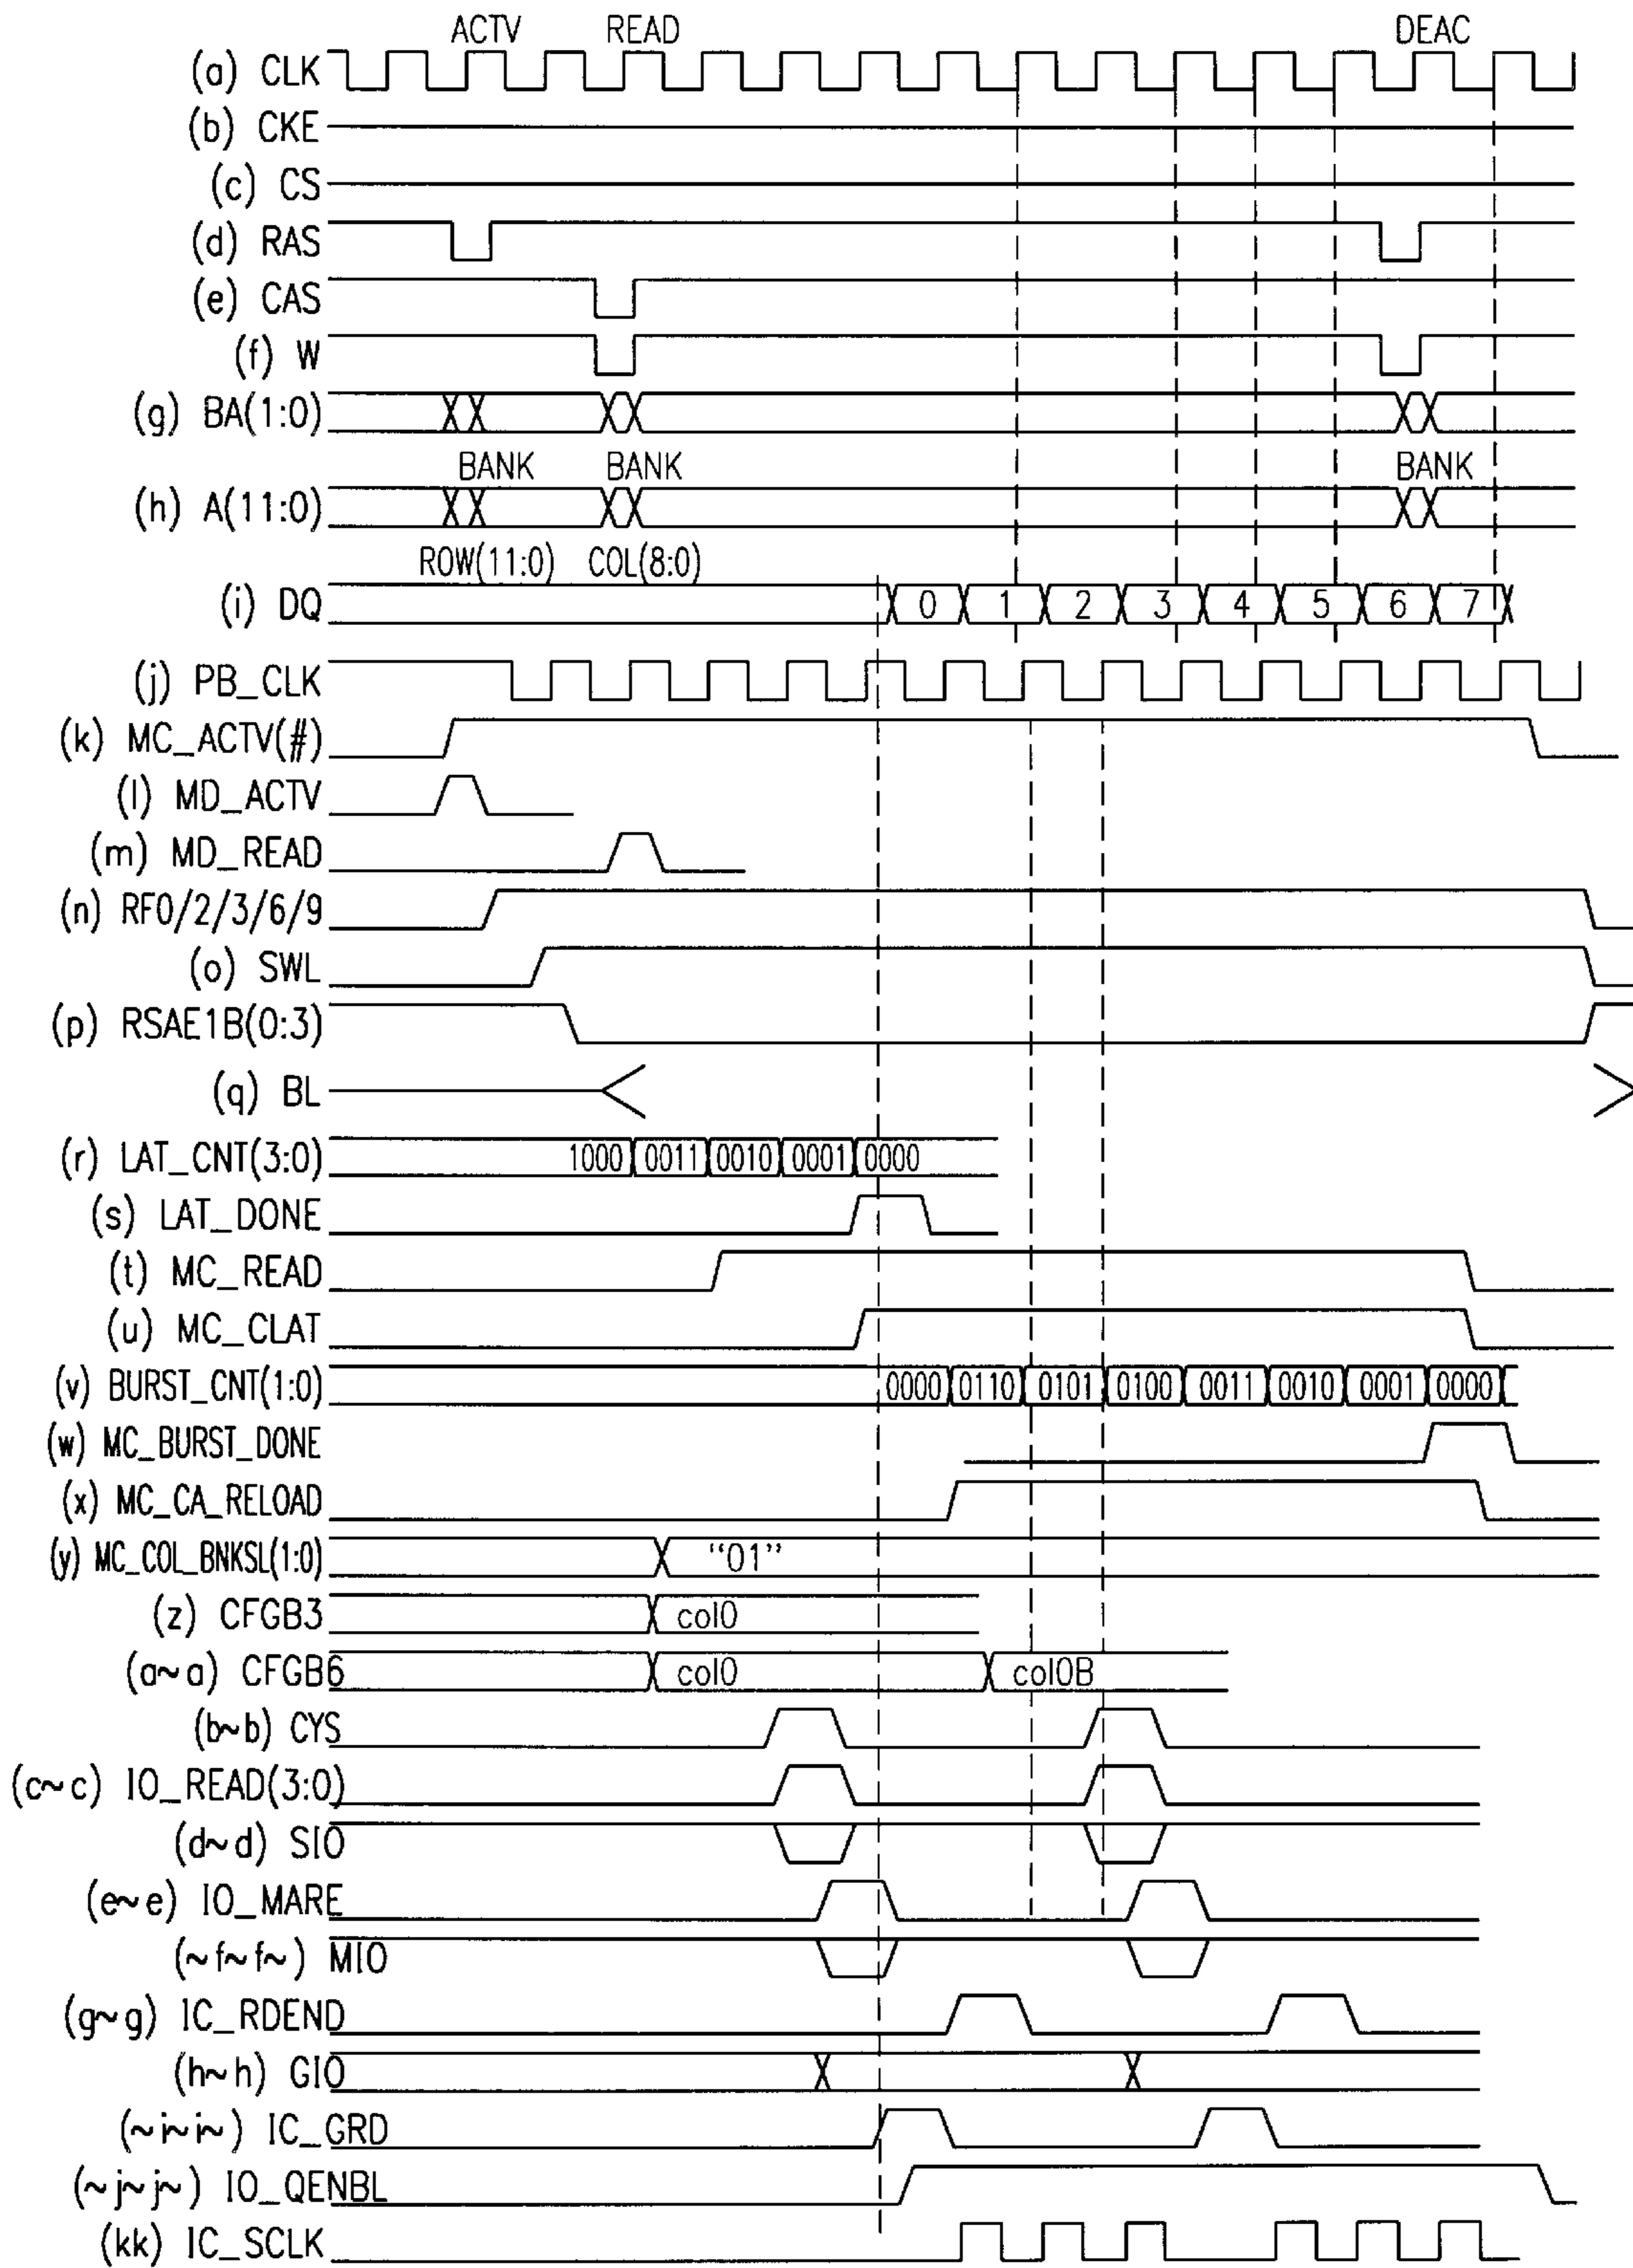 ACTV READ DEAC
(a) CLK
(b) CKE
(c) CS
(d) RAS
(e) CAS
(f) W
(g) BA(1:0)
BANK BANK BANK
(h) A(11:0)
ROW(11:0) COL(8:0)
(i) DQ 0 1 2 3 4 5 6 7
(j) PB_CLK
(k) MC_ACTV(#)
(l) MD_ACTV
(m) MD_READ
(n) RF0/2/3/6/9
(o) SWL
(p) RSAE1B(0:3)
(q) BL
(r) LAT_CNT(3:0) 1000 0011 0010 0001 0000
(s) LAT_DONE
(t) MC_READ
(u) MC_CLAT
(v) BURST_CNT(1:0) 0000 0110 0101 0100 0011 0010 0001 0000
(w) MC_BURST_DONE
(x) MC_CA_RELOAD
(y) MC_COL_BNKSL(1:0) “01”
(z) CFGB3 col0
(a~a) CFGB6 col0 col0B
(b~b) CYS
(c~c) IO_READ(3:0)
(d~d) SIO
(e~e) IO_MARE
(~f~f~) MIO
(g~g) IC_RDEND
(h~h) GIO
(~i~i~) IC_GRD
(~j~j~) IO_QENBL
(kk) IC_SCLK